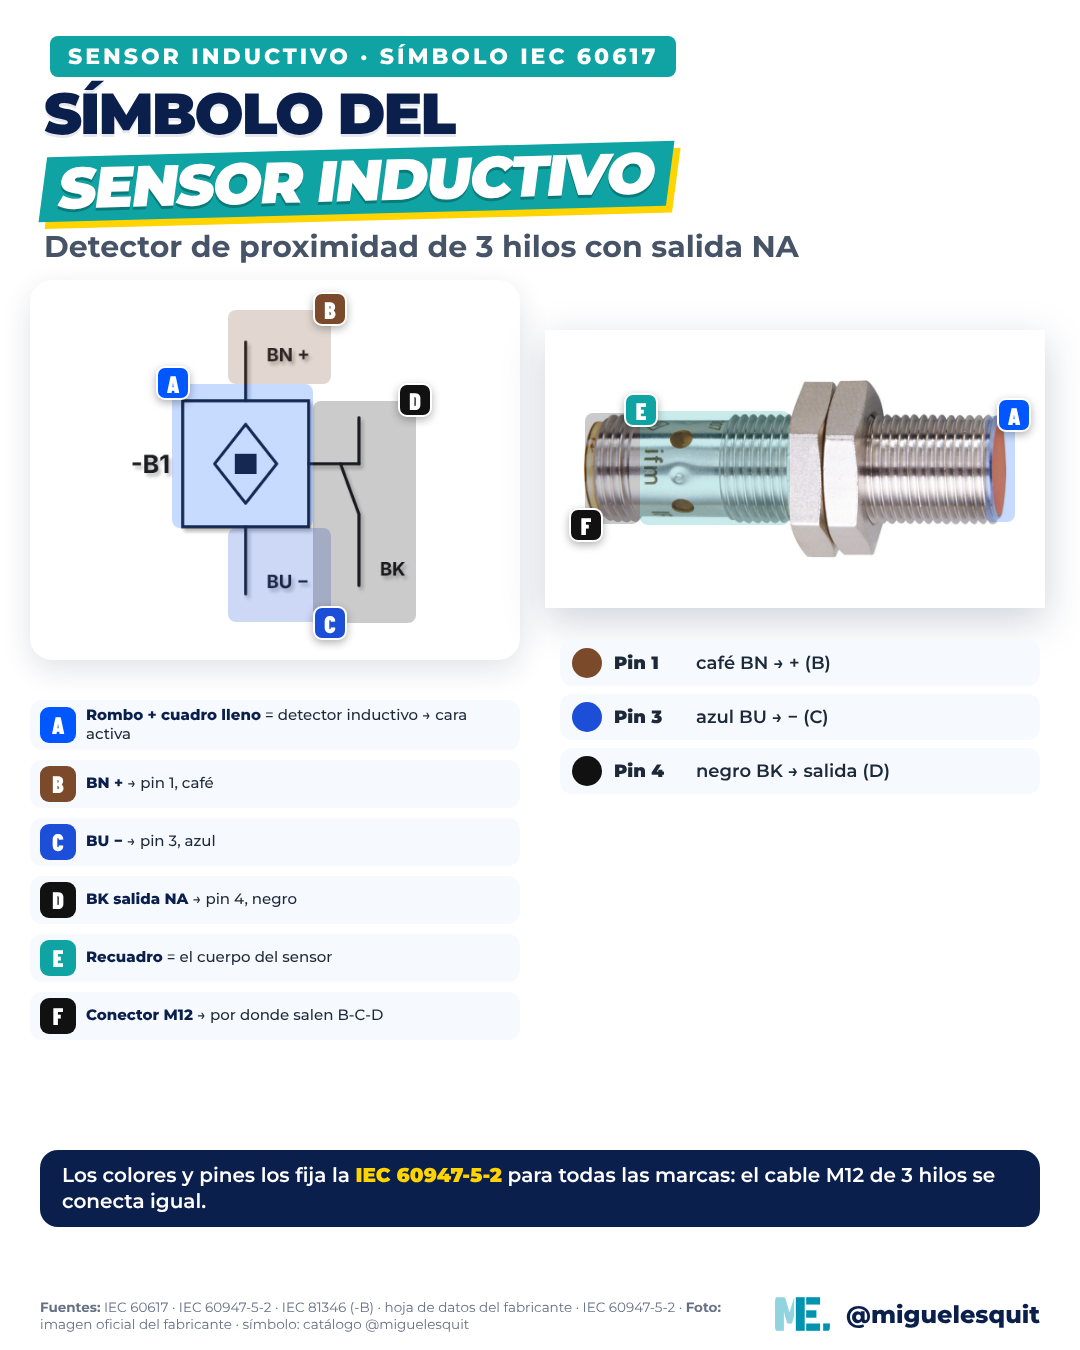 SENSOR INDUCTIVO · SÍMBOLO IEC 60617
SÍMBOLO DEL
SENSOR INDUCTIVO
Detector de proximidad de 3 hilos con salida NA
B
BN +
A
D
-B1
BK
BU −
C
E
A
ifm
F
Pin 1 café BN → + (B)
Pin 3 azul BU → − (C)
Pin 4 negro BK → salida (D)
A Rombo + cuadro lleno = detector inductivo → cara
activa
B BN + → pin 1, café
C BU − → pin 3, azul
D BK salida NA → pin 4, negro
E Recuadro = el cuerpo del sensor
F Conector M12 → por donde salen B-C-D
Los colores y pines los fija la IEC 60947-5-2 para todas las marcas: el cable M12 de 3 hilos se
conecta igual.
Fuentes: IEC 60617 · IEC 60947-5-2 · IEC 81346 (-B) · hoja de datos del fabricante · IEC 60947-5-2 · Foto:
imagen oficial del fabricante · símbolo: catálogo @miguelesquit
ME.
@miguelesquit